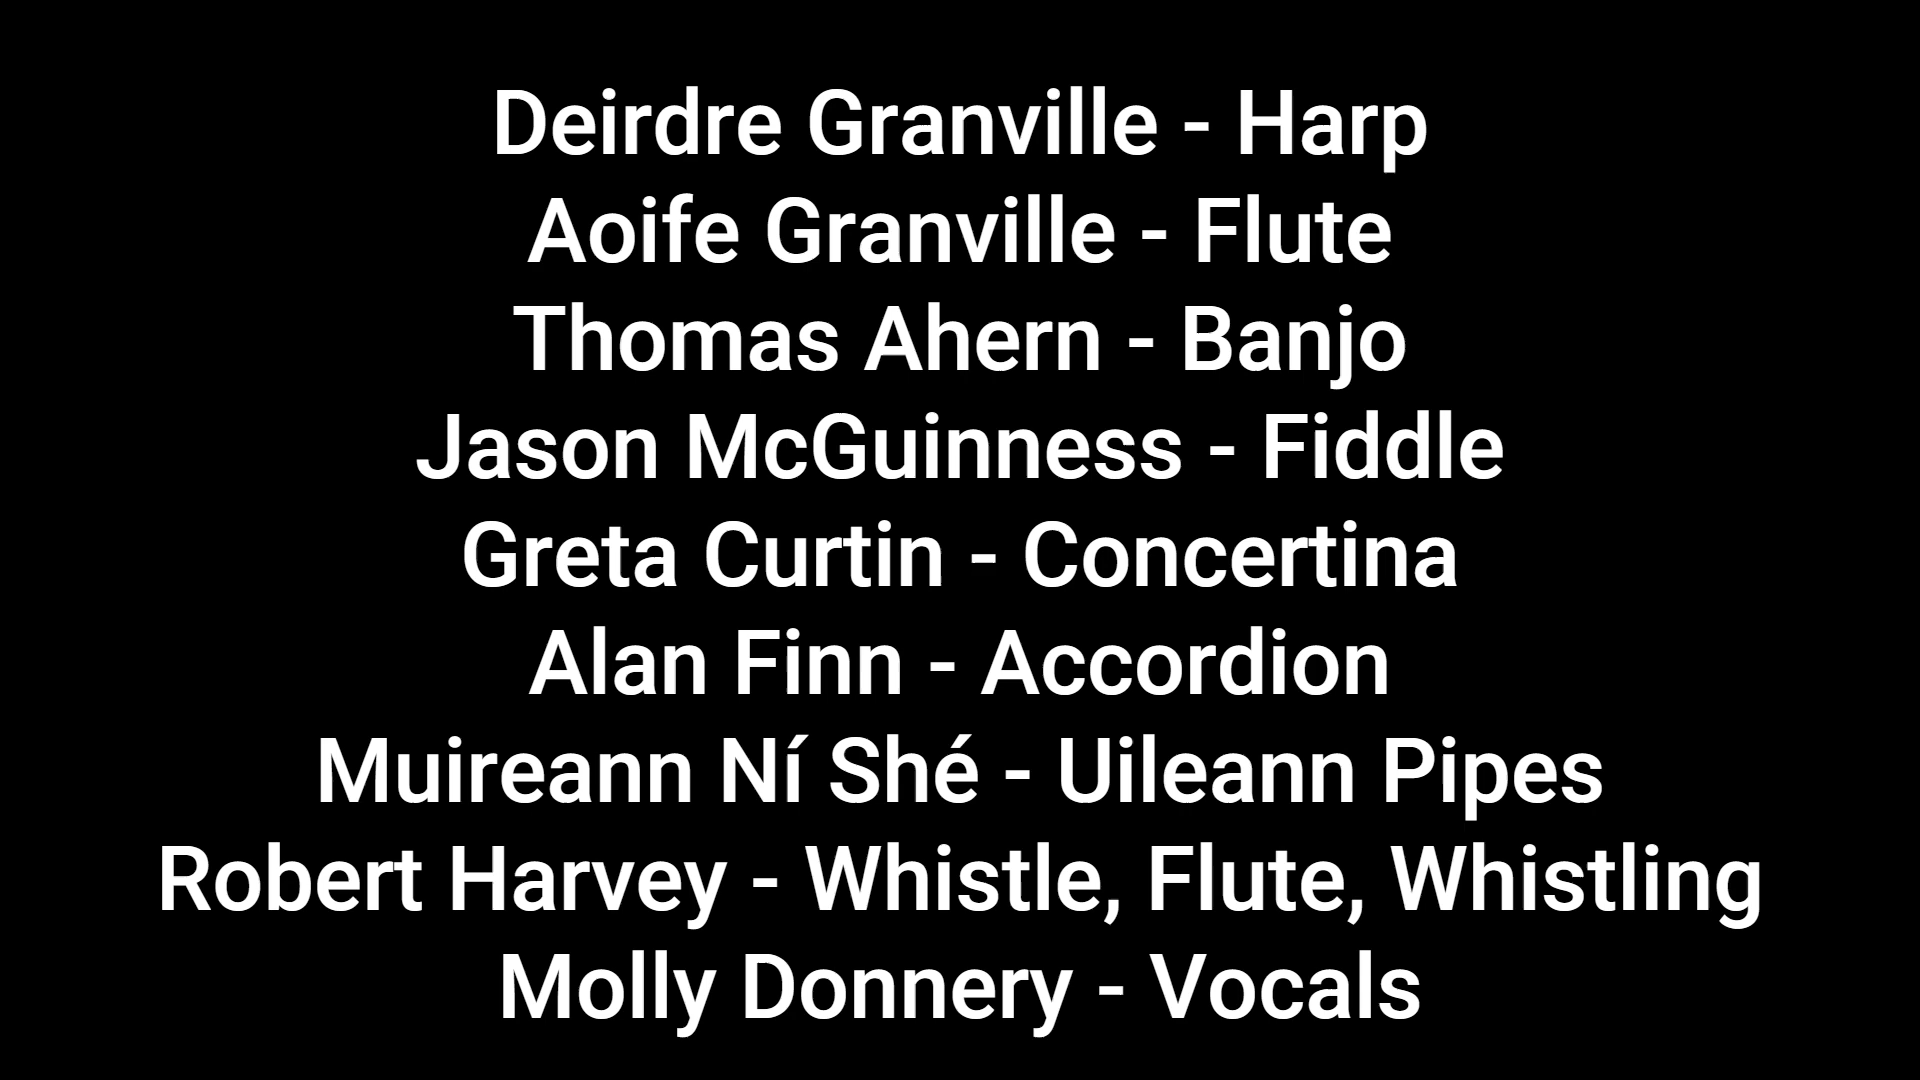 Deirdre Granville - Harp
Aoife Granville - Flute
Thomas Ahern - Banjo
Jason McGuinness - Fiddle
Greta Curtin - Concertina
Alan Finn - Accordion
Muireann Ní Shé - Uileann Pipes
Robert Harvey - Whistle, Flute, Whistling
Molly Donnery - Vocals